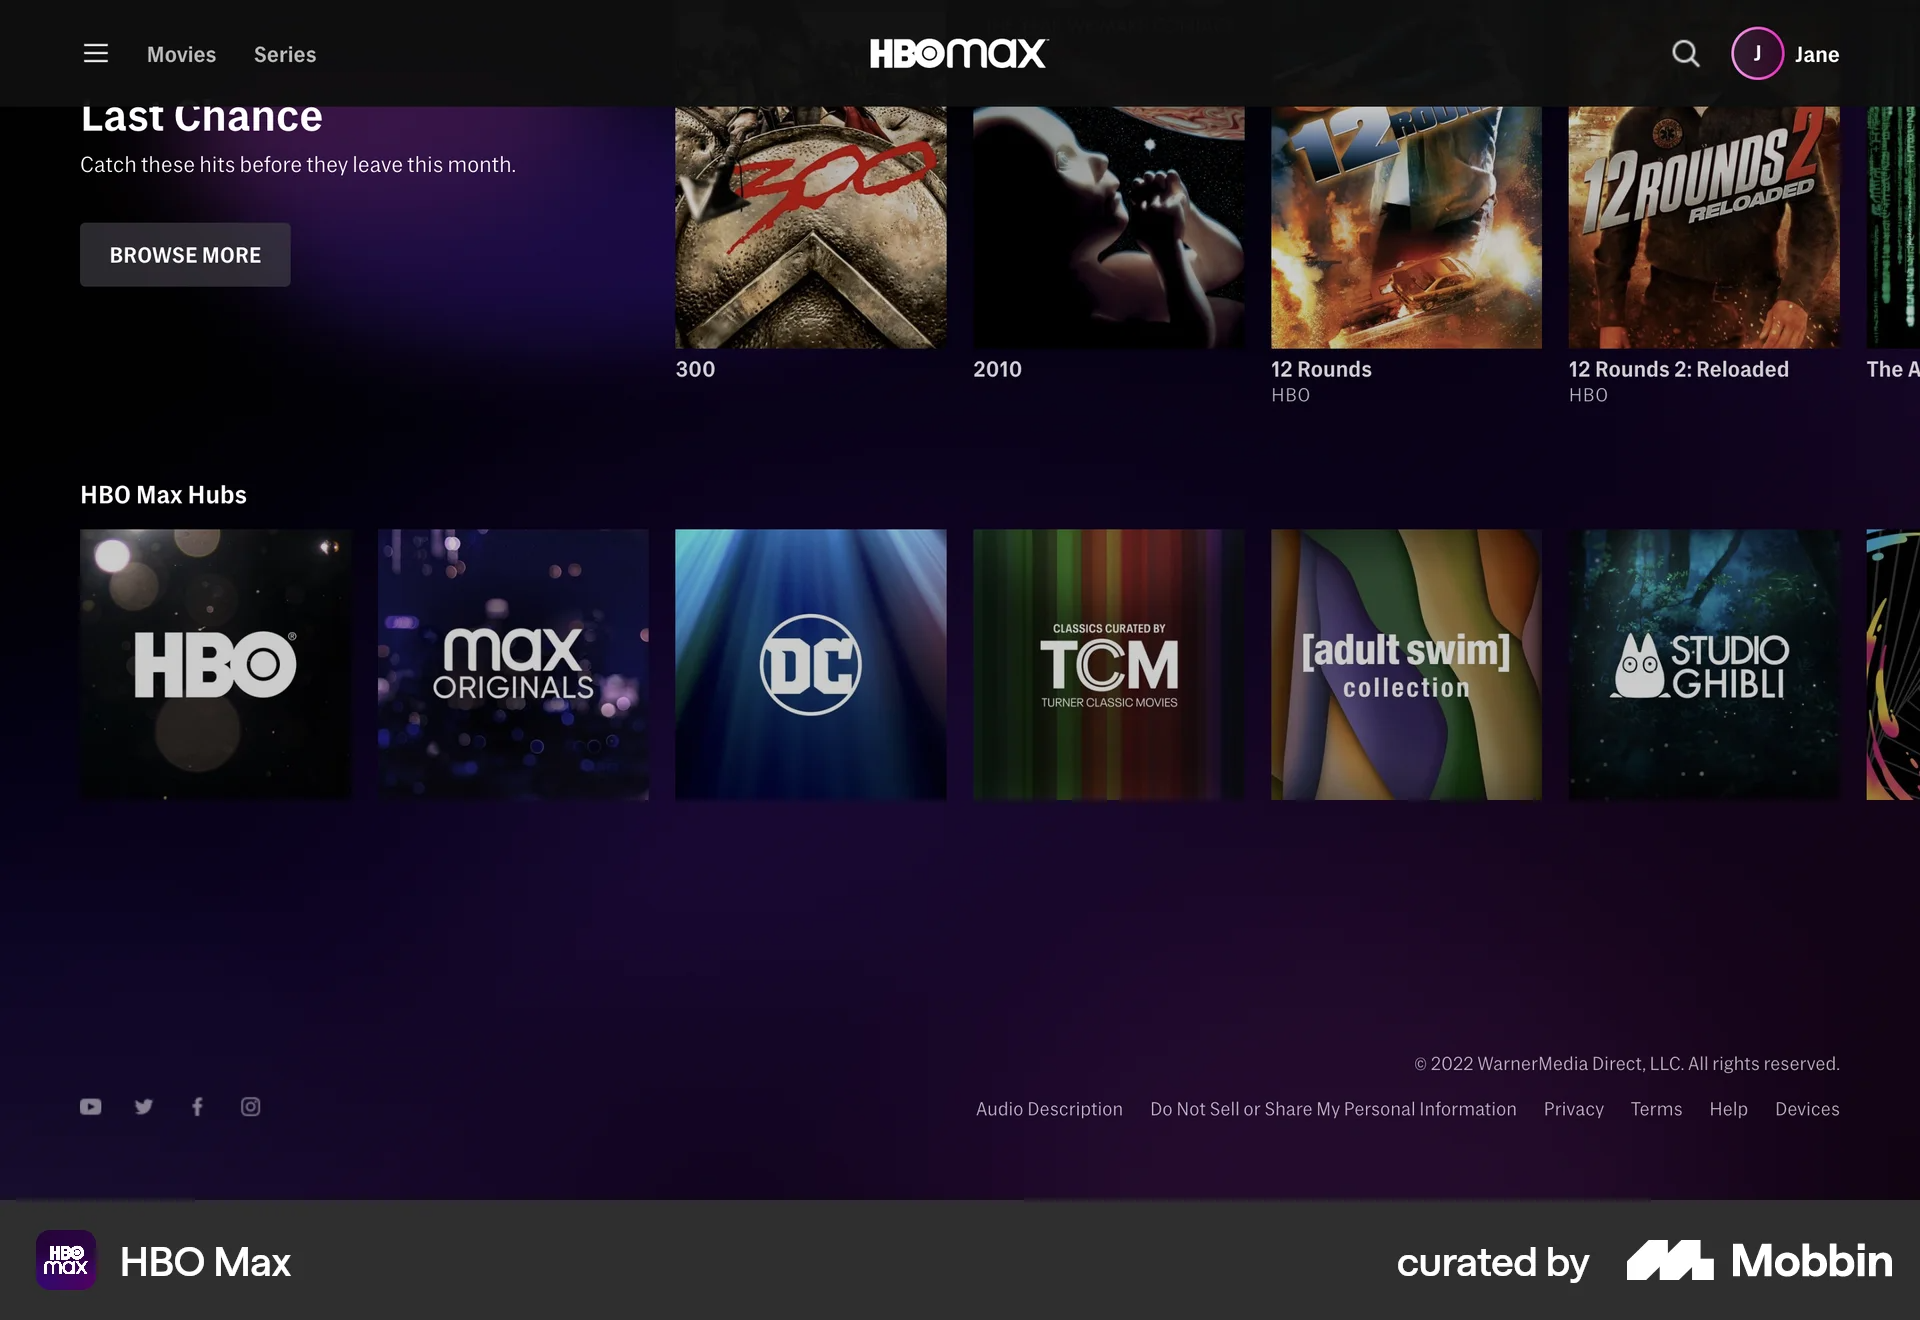 Movies
Series
HBOmax
J
Jane
Last Chance
Catch these hits before they leave this month.
BROWSE MORE
300
12 ROUN
12 ROUNDS 2
RELOADED
300
2010
12 Rounds
HBO
12 Rounds 2: Reloaded
HBO
The A
HBO Max Hubs
HBO®
max
ORIGINALS
DC
CLASSICS CURATED BY
TCM
TURNER CLASSIC MOVIES
[adult swim]
collection
STUDIO
GHIBLI
© 2022 WarnerMedia Direct, LLC. All rights reserved.
Audio Description
Do Not Sell or Share My Personal Information
Privacy
Terms
Help
Devices
HBO
max
HBO Max
curated by
Mobbin